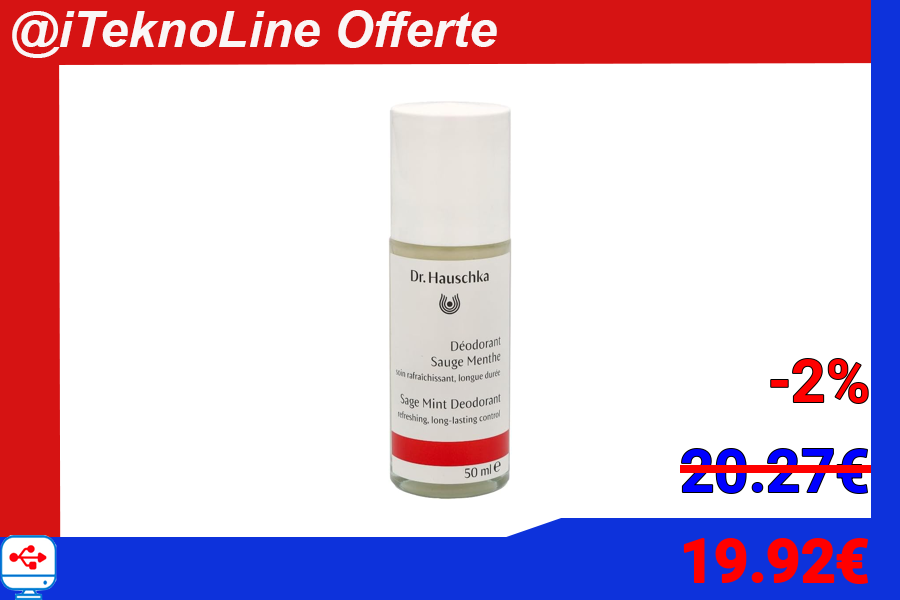 @iTeknoLine Offerte
Dr. Hauschka
Déodorant
Sauge Menthe
soin rafraîchissant, longue durée
Sage Mint Deodorant
refreshing, long-lasting control
50 ml ℮
-2%
20.27€
19.92€